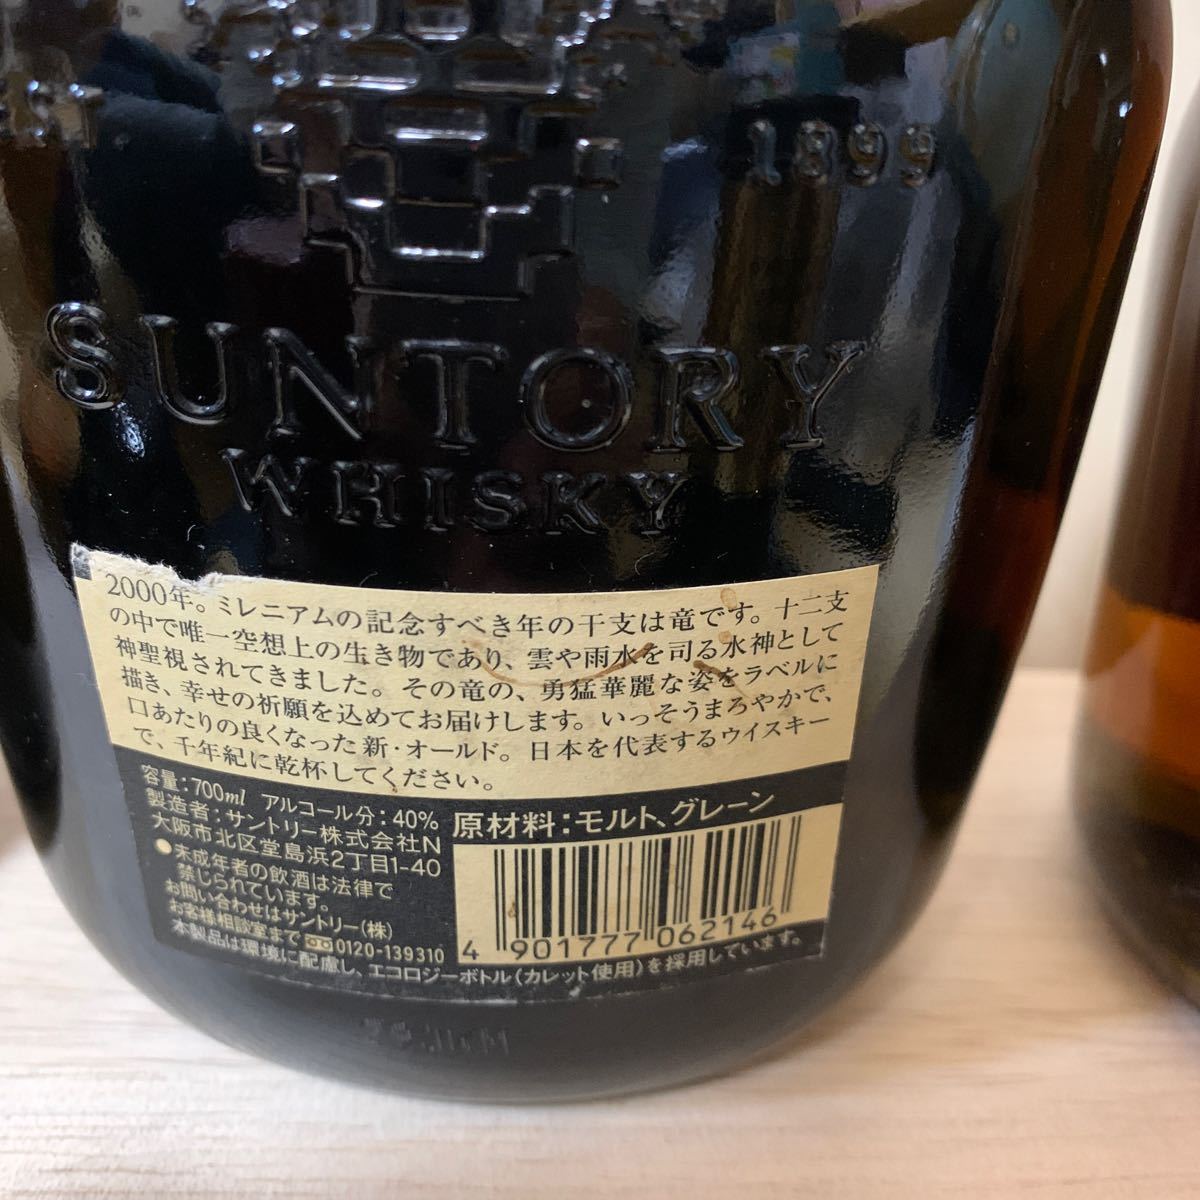 1899
SUNTORY
WHISKY
2000年。ミレニアムの記念すべき年の干支は竜です。十二支
の中で唯一空想上の生き物であり、雲や雨水を司る水神として
神聖視されてきました。その竜の、勇猛華麗な姿をラベルに
描き、幸せの祈願を込めてお届けします。いっそうまろやかで、
口あたりの良くなった新・オールド。日本を代表するウイスキー
で、千年紀に乾杯してください。
容量:700ml アルコール分:40%
製造者:サントリー株式会社N
大阪市北区堂島浜2丁目1-40
●未成年者の飲酒は法律で
禁じられています。
お問い合わせはサントリー(株)
お客様相談室まで 0120-139310
原材料:モルト、グレーン
4 901777 062146
本製品は環境に配慮し、エコロジーボトル(カレット使用)を採用しています。